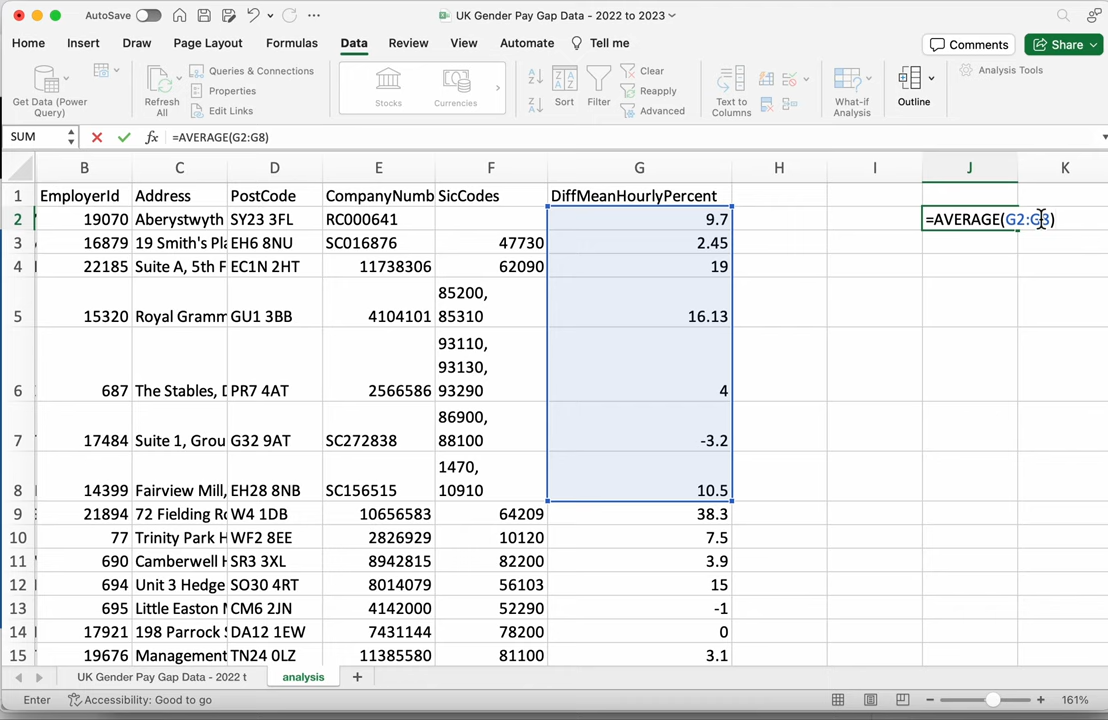 AutoSave
UK Gender Pay Gap Data - 2022 to 2023
Home Insert Draw Page Layout Formulas Data Review View Automate Tell me Comments Share
Get Data (Power Query)
Refresh All
Queries & Connections
Properties
Edit Links
Stocks Currencies
Sort Filter
Clear
Reapply
Advanced
Text to Columns
What-if Analysis
Outline
Analysis Tools
SUM fx =AVERAGE(G2:G8)
B C D E F G H I J K
1 EmployerId Address PostCode CompanyNumb SicCodes DiffMeanHourlyPercent
2 19070 Aberystwyth SY23 3FL RC000641 9.7 =AVERAGE(G2:G8)
3 16879 19 Smith's Pla EH6 8NU SC016876 47730 2.45
4 22185 Suite A, 5th F EC1N 2HT 11738306 62090 19
85200,
5 15320 Royal Gramm GU1 3BB 4104101 85310 16.13
93110,
93130,
6 687 The Stables, D PR7 4AT 2566586 93290 4
86900,
7 17484 Suite 1, Grou G32 9AT SC272838 88100 -3.2
1470,
8 14399 Fairview Mill, EH28 8NB SC156515 10910 10.5
9 21894 72 Fielding Ro W4 1DB 10656583 64209 38.3
10 77 Trinity Park H WF2 8EE 2826929 10120 7.5
11 690 Camberwell H SR3 3XL 8942815 82200 3.9
12 694 Unit 3 Hedge SO30 4RT 8014079 56103 15
13 695 Little Easton M CM6 2JN 4142000 52290 -1
14 17921 198 Parrock S DA12 1EW 7431144 78200 0
15 19676 Management TN24 0LZ 11385580 81100 3.1
UK Gender Pay Gap Data - 2022 t analysis +
Enter Accessibility: Good to go 161%